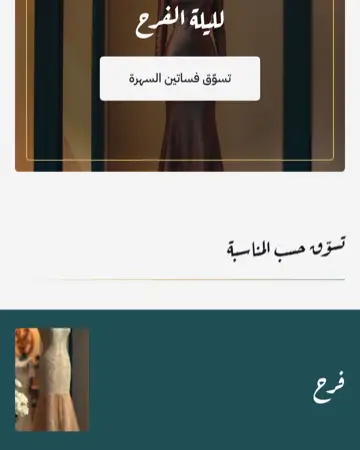 لليلة الفرح
تسوّق فساتين السهرة
تسوّق حسب المناسبة
فرح